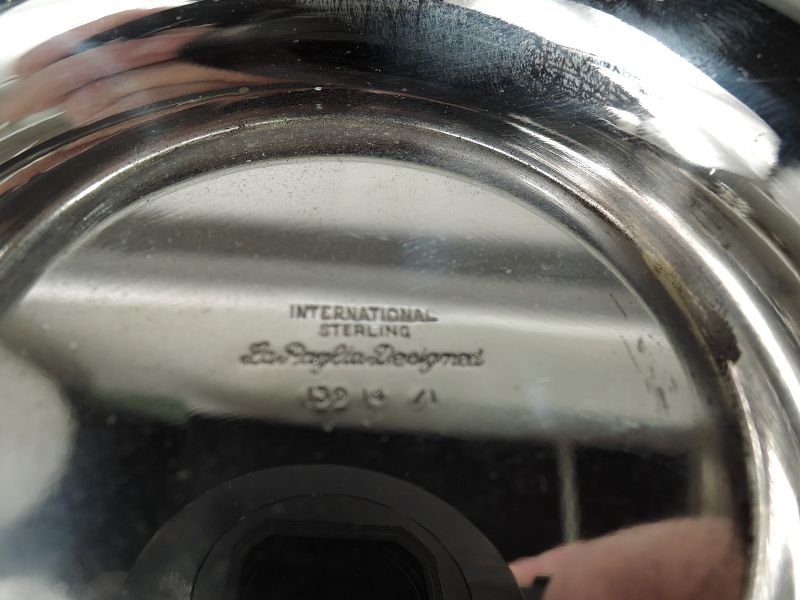 INTERNATIONAL
STERLING
La Paglia Designed